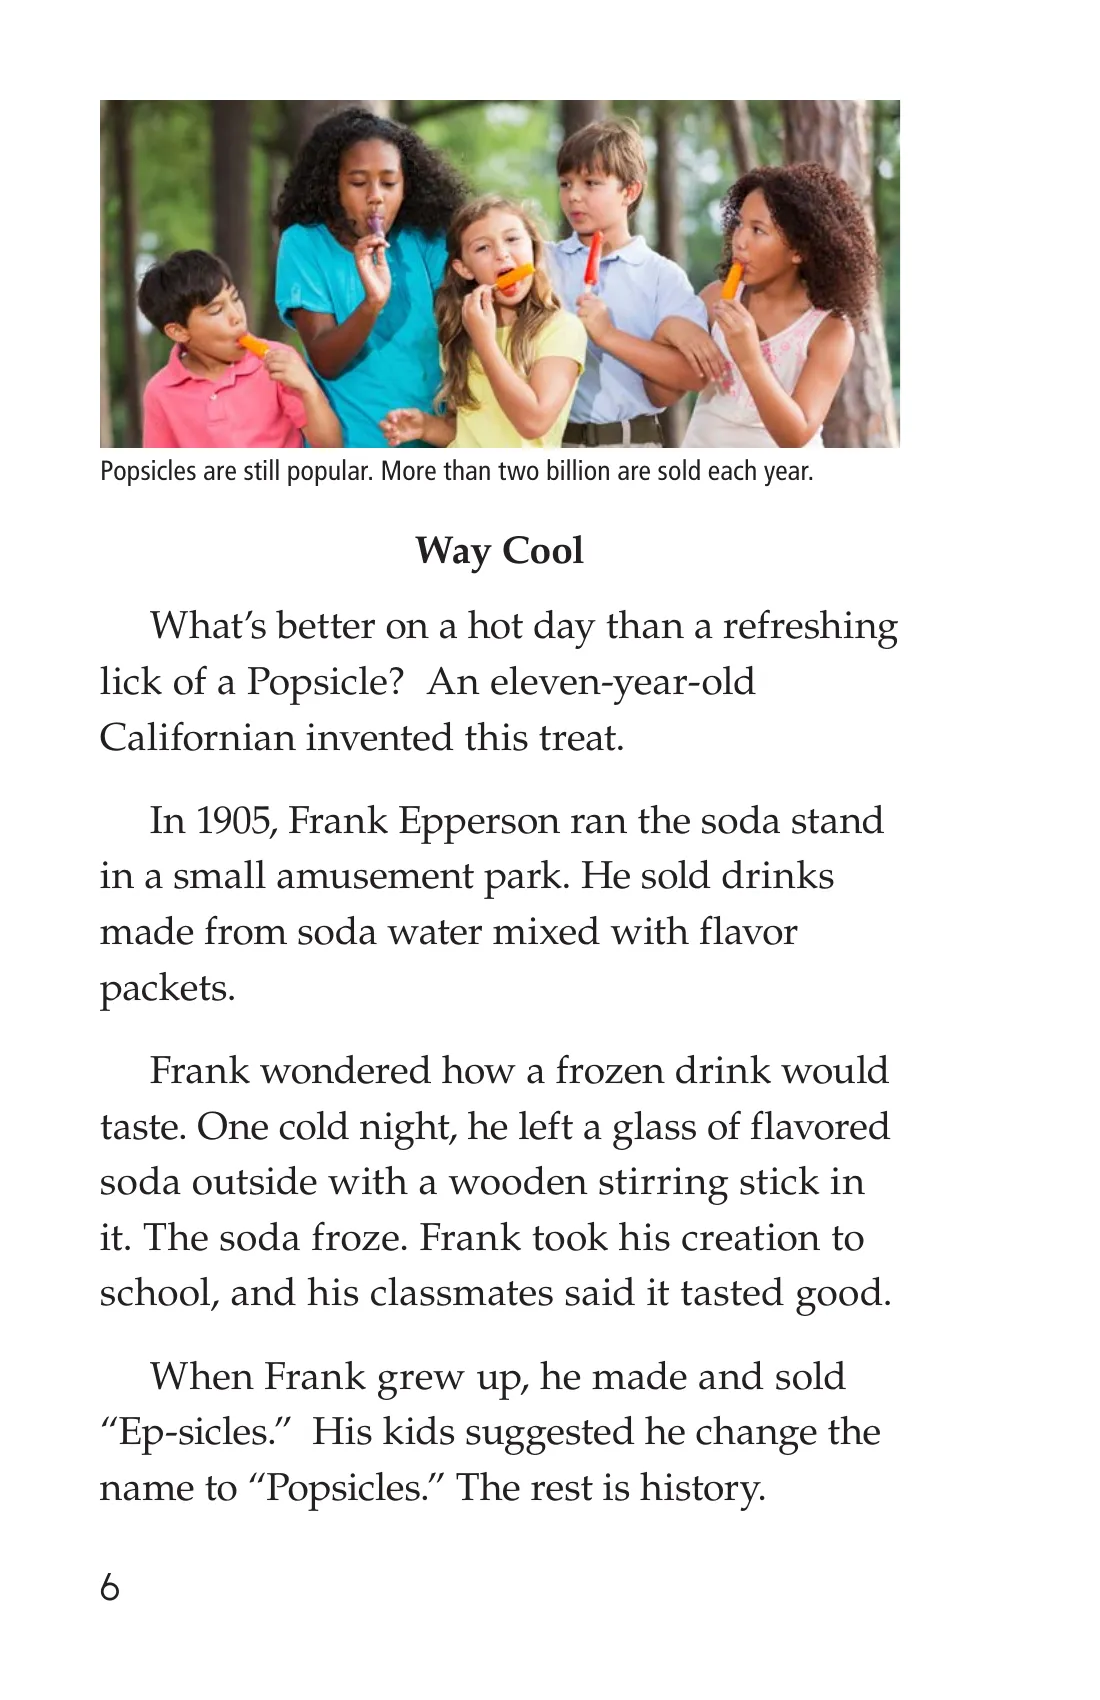 Popsicles are still popular. More than two billion are sold each year.
Way Cool
What’s better on a hot day than a refreshing
lick of a Popsicle?  An eleven-year-old
Californian invented this treat.
In 1905, Frank Epperson ran the soda stand
in a small amusement park. He sold drinks
made from soda water mixed with flavor
packets.
Frank wondered how a frozen drink would
taste. One cold night, he left a glass of flavored
soda outside with a wooden stirring stick in
it. The soda froze. Frank took his creation to
school, and his classmates said it tasted good.
When Frank grew up, he made and sold
“Ep-sicles.”  His kids suggested he change the
name to “Popsicles.” The rest is history.
6